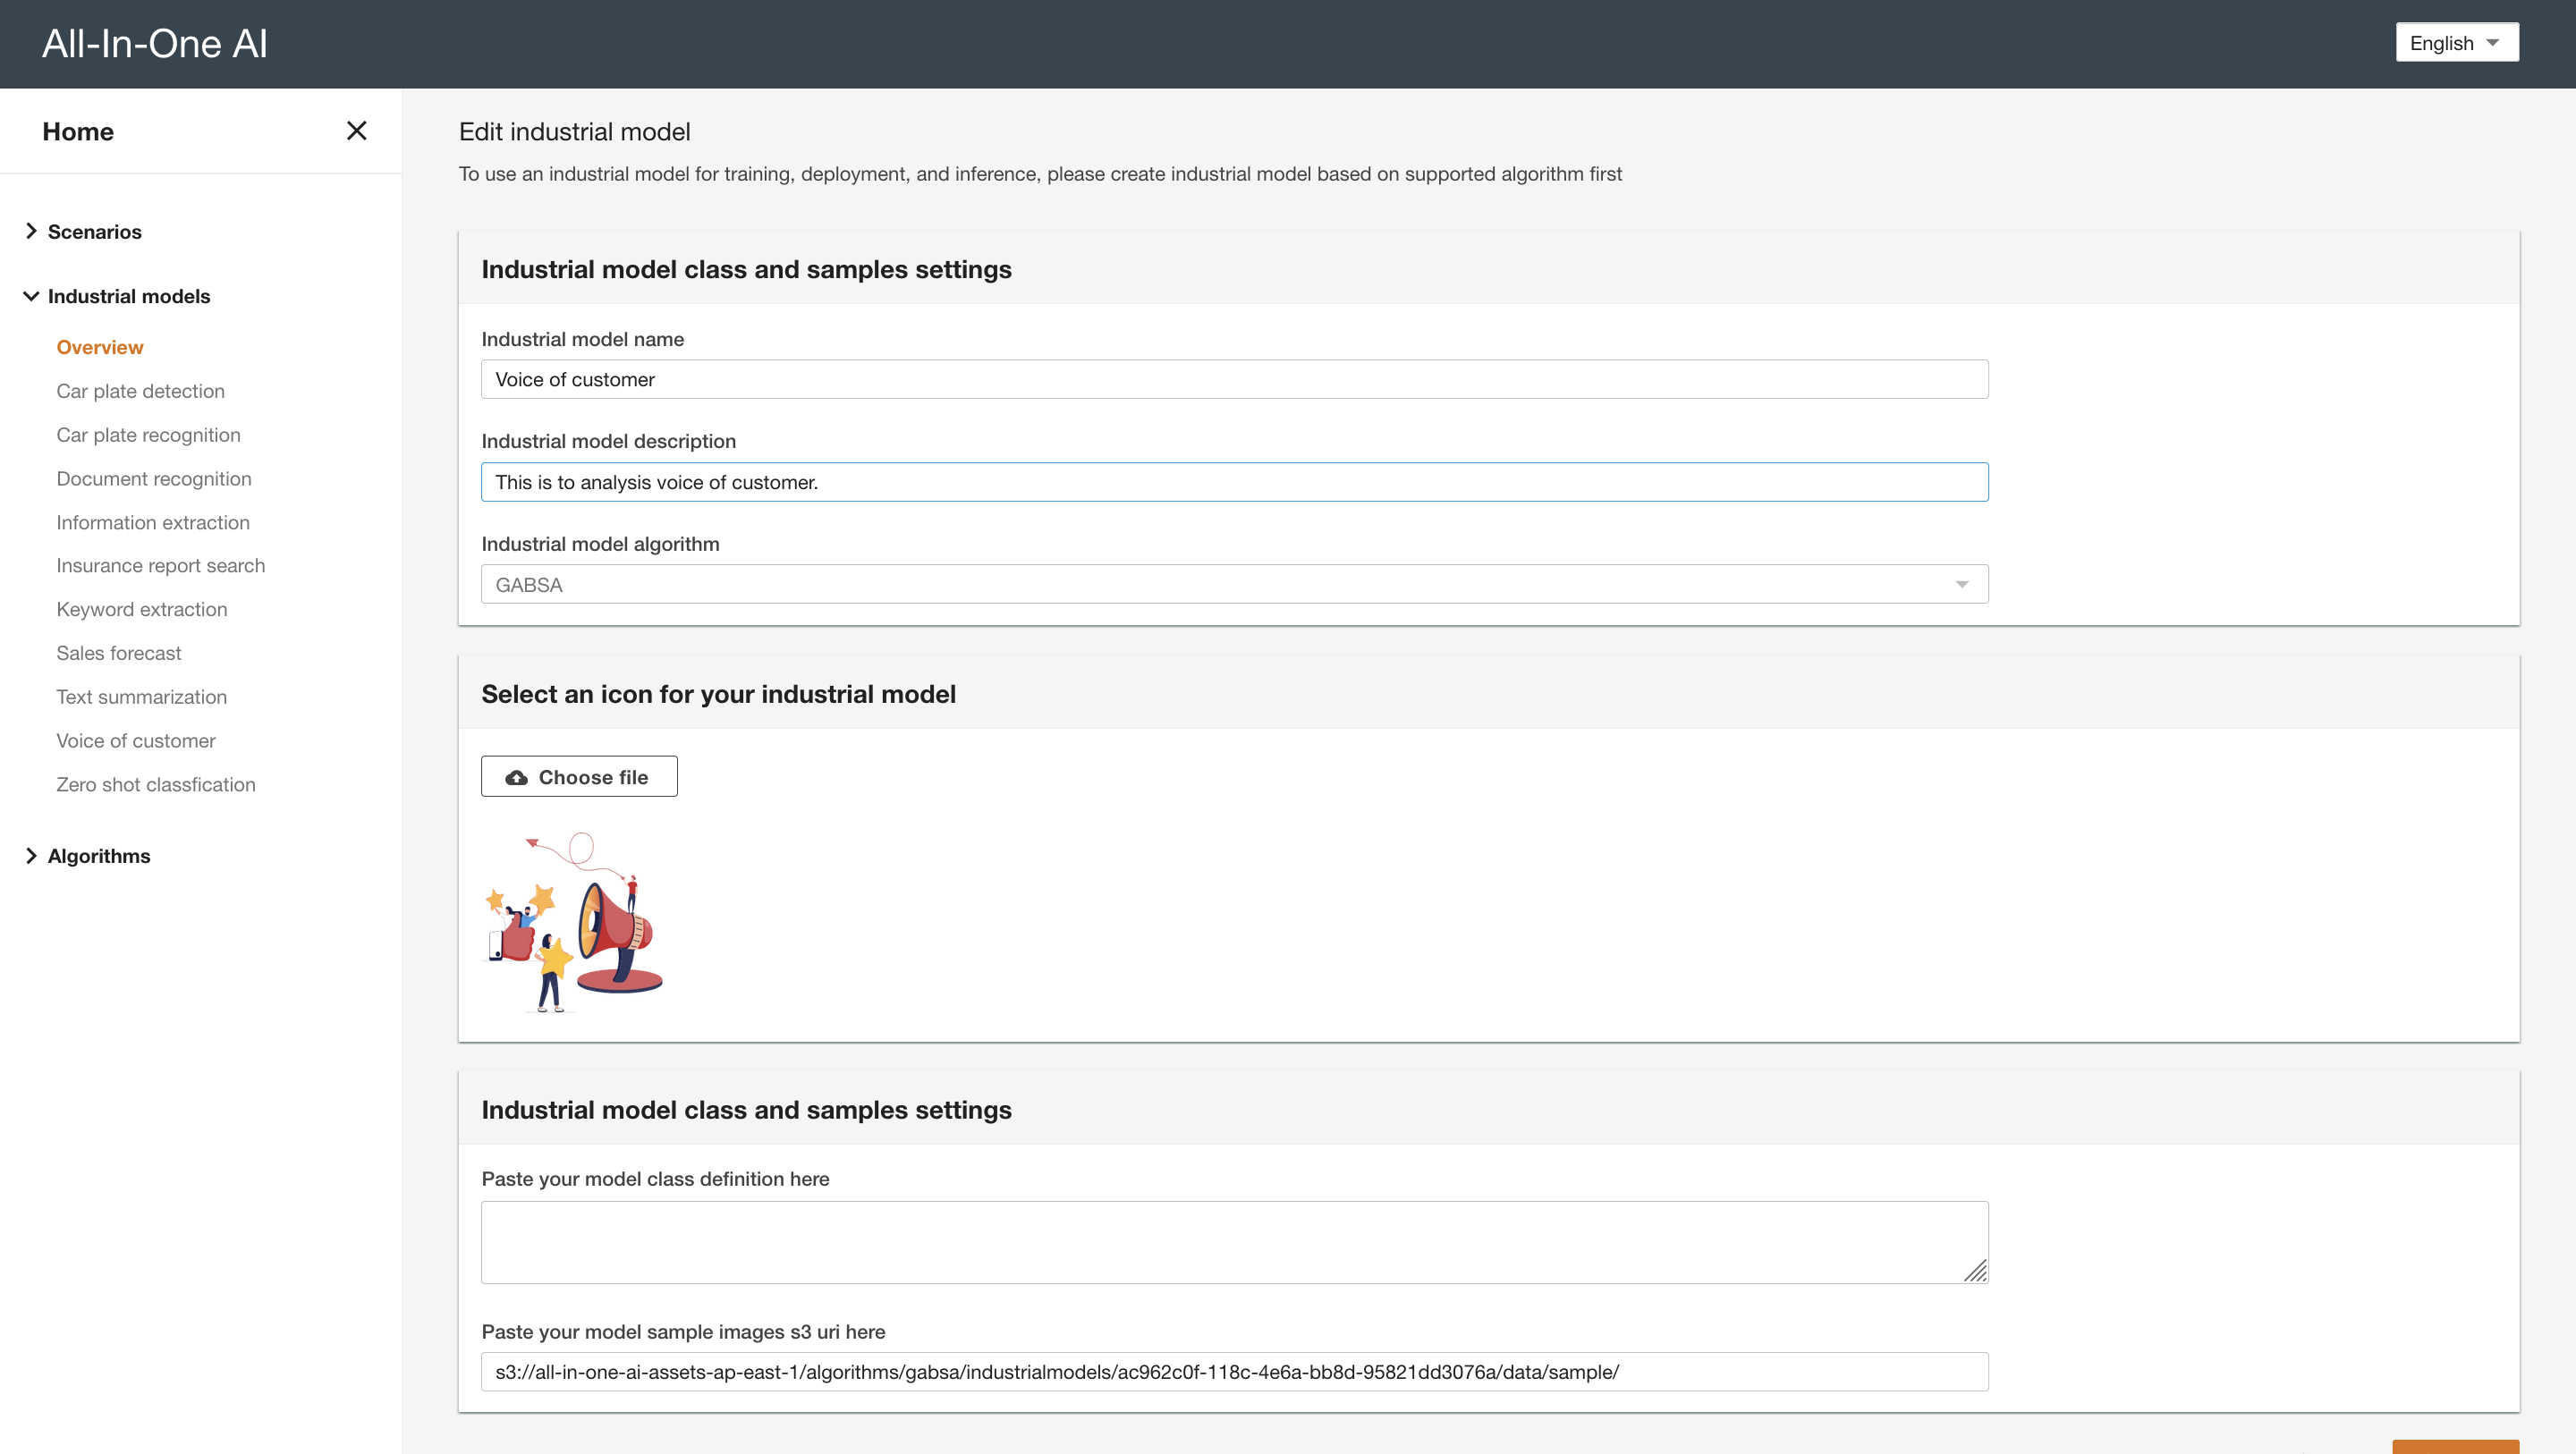 All-In-One AI
English
Home
Scenarios
Industrial models
Overview
Car plate detection
Car plate recognition
Document recognition
Information extraction
Insurance report search
Keyword extraction
Sales forecast
Text summarization
Voice of customer
Zero shot classfication
Algorithms
Edit industrial model
To use an industrial model for training, deployment, and inference, please create industrial model based on supported algorithm first
Industrial model class and samples settings
Industrial model name
Voice of customer
Industrial model description
This is to analysis voice of customer.
Industrial model algorithm
GABSA
Select an icon for your industrial model
Choose file
Industrial model class and samples settings
Paste your model class definition here
Paste your model sample images s3 uri here
s3://all-in-one-ai-assets-ap-east-1/algorithms/gabsa/industrialmodels/ac962c0f-118c-4e6a-bb8d-95821dd3076a/data/sample/